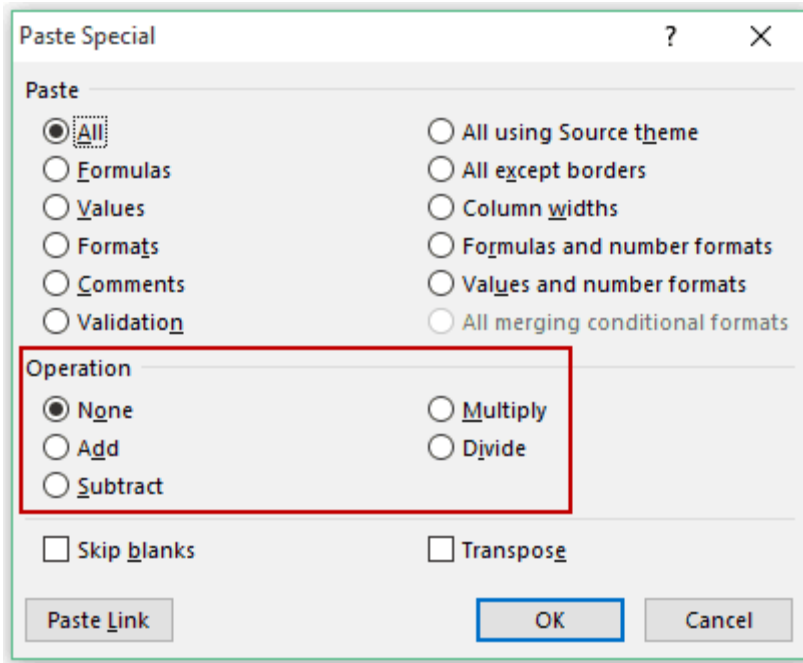 Paste Special ? X
Paste
All All using Source theme
Formulas All except borders
Values Column widths
Formats Formulas and number formats
Comments Values and number formats
Validation All merging conditional formats
Operation
None Multiply
Add Divide
Subtract
Skip blanks Transpose
Paste Link OK Cancel